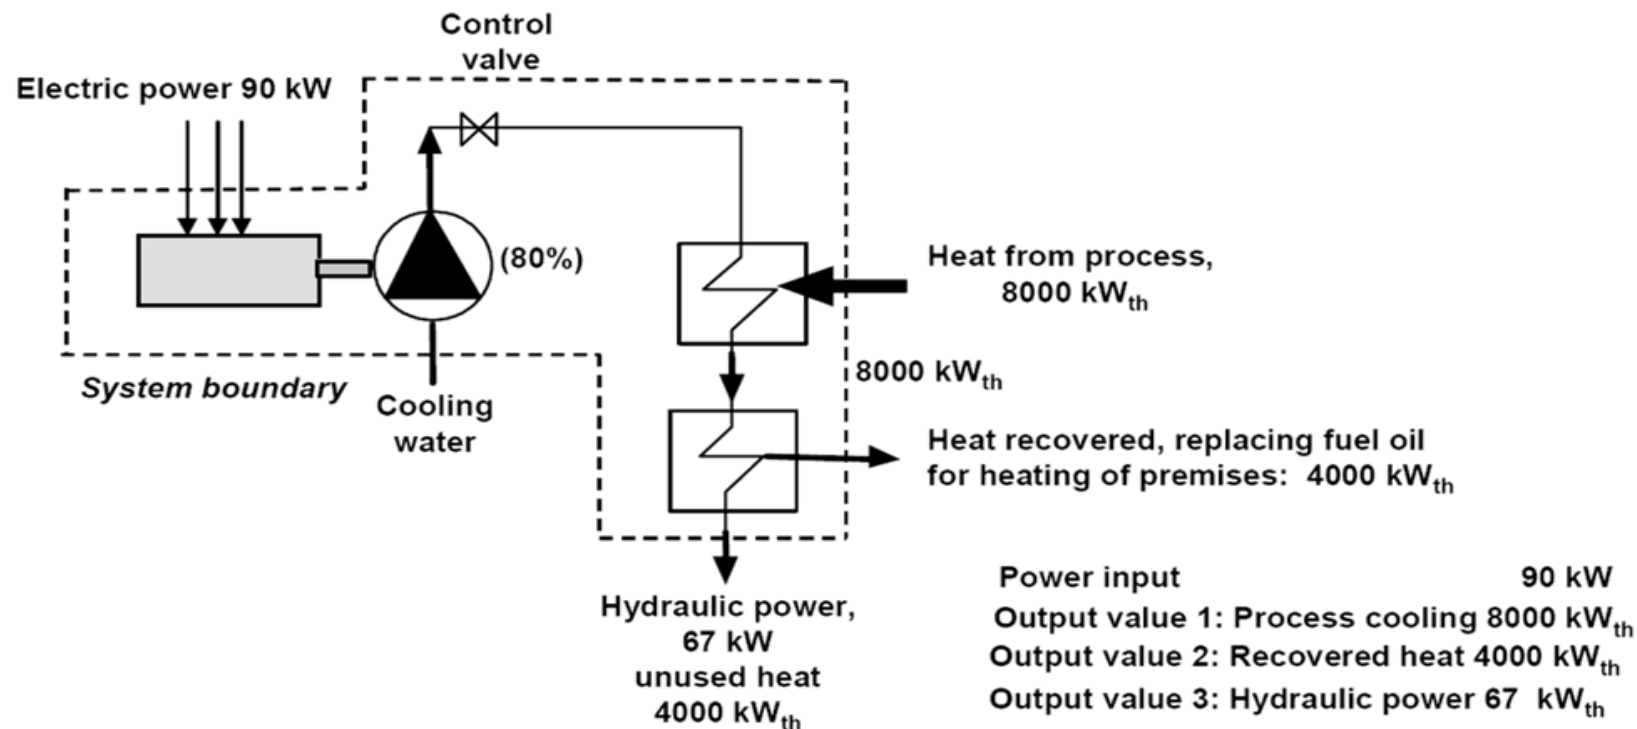 Control
valve
Electric power 90 kW
(80%)
Heat from process,
8000 kWth
8000 kWth
System boundary
Cooling
water
Heat recovered, replacing fuel oil
for heating of premises: 4000 kWth
Hydraulic power,
67 kW
unused heat
4000 kWth
Power input 90 kW
Output value 1: Process cooling 8000 kWth
Output value 2: Recovered heat 4000 kWth
Output value 3: Hydraulic power 67 kWth